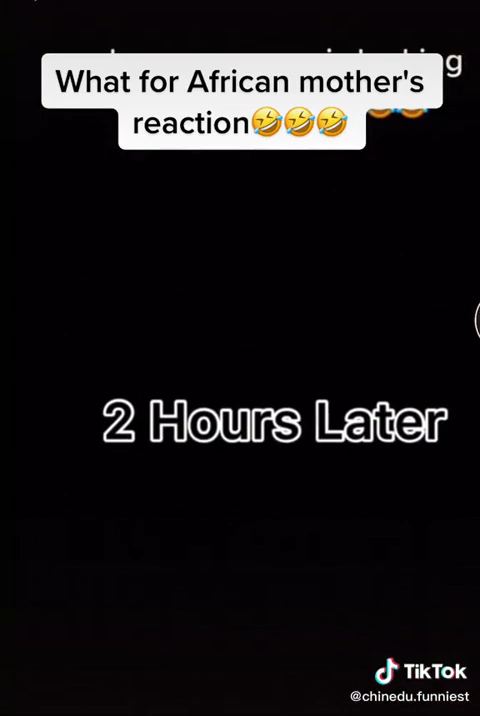 What for African mother's
reaction🤣🤣🤣
2 Hours Later
TikTok
@chinedu.funniest